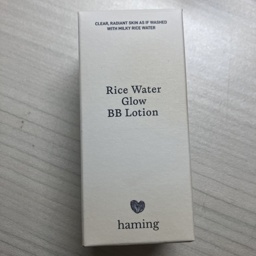 CLEAR, RADIANT SKIN AS IF WASHED
WITH MILKY RICE WATER
Rice Water
Glow
BB Lotion
haming